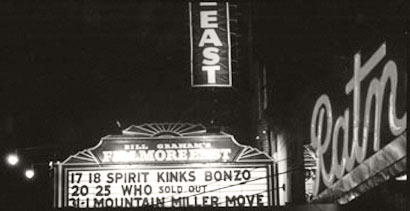 EAST
BILL GRAHAM'S
FILLMORE EAST
17 18 SPIRIT KINKS BONZO
20 25 WHO SOLD OUT
31-1 MOUNTAIN MILLER MOVE
Ratn